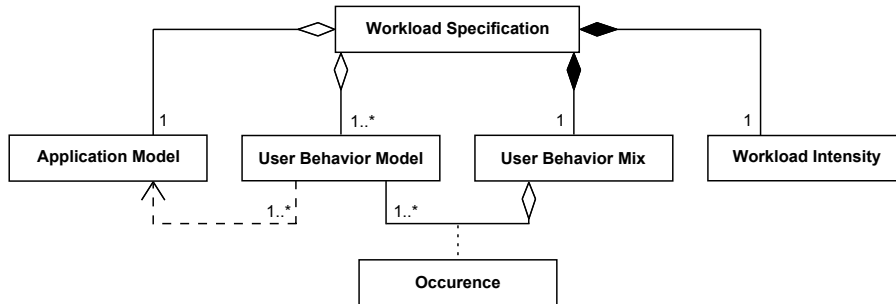 Workload Specification
1
1..*
1
1
Application Model
User Behavior Model
User Behavior Mix
Workload Intensity
1..*
1..*
Occurence